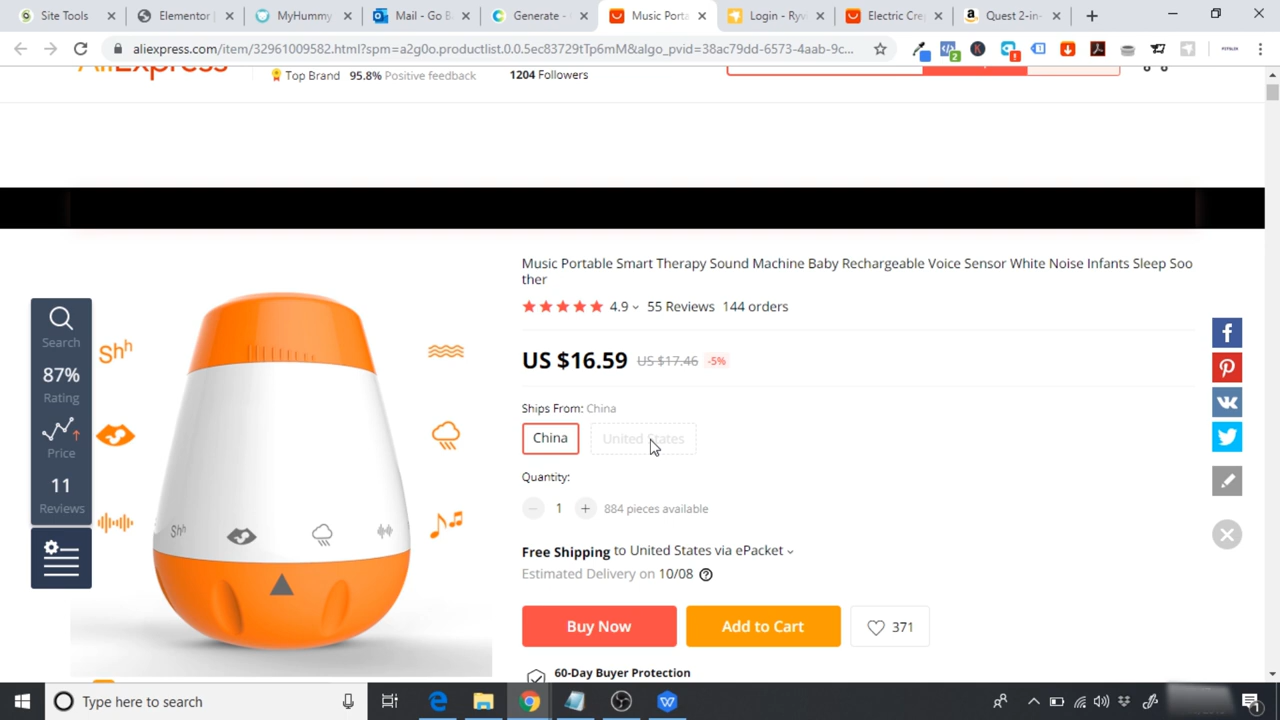 Site Tools
Elementor
MyHummy
Mail - Go B
Generate -
Music Porta
Login - Ryv
Electric Cre
Quest 2-in-
aliexpress.com/item/32961009582.html?spm=a2g0o.productlist.0.0.5ec83729tTp6mM&algo_pvid=38ac79dd-6573-4aab-9c...
AliExpress
Top Brand 95.8% Positive feedback
1204 Followers
Music Portable Smart Therapy Sound Machine Baby Rechargeable Voice Sensor White Noise Infants Sleep Soo
ther
4.9 55 Reviews 144 orders
US $16.59 US $17.46 -5%
Ships From: China
China United States
Quantity:
1 884 pieces available
Free Shipping to United States via ePacket
Estimated Delivery on 10/08
Buy Now Add to Cart 371
60-Day Buyer Protection
Search
87%
Rating
Price
11
Reviews
Shh
Shh
Type here to search